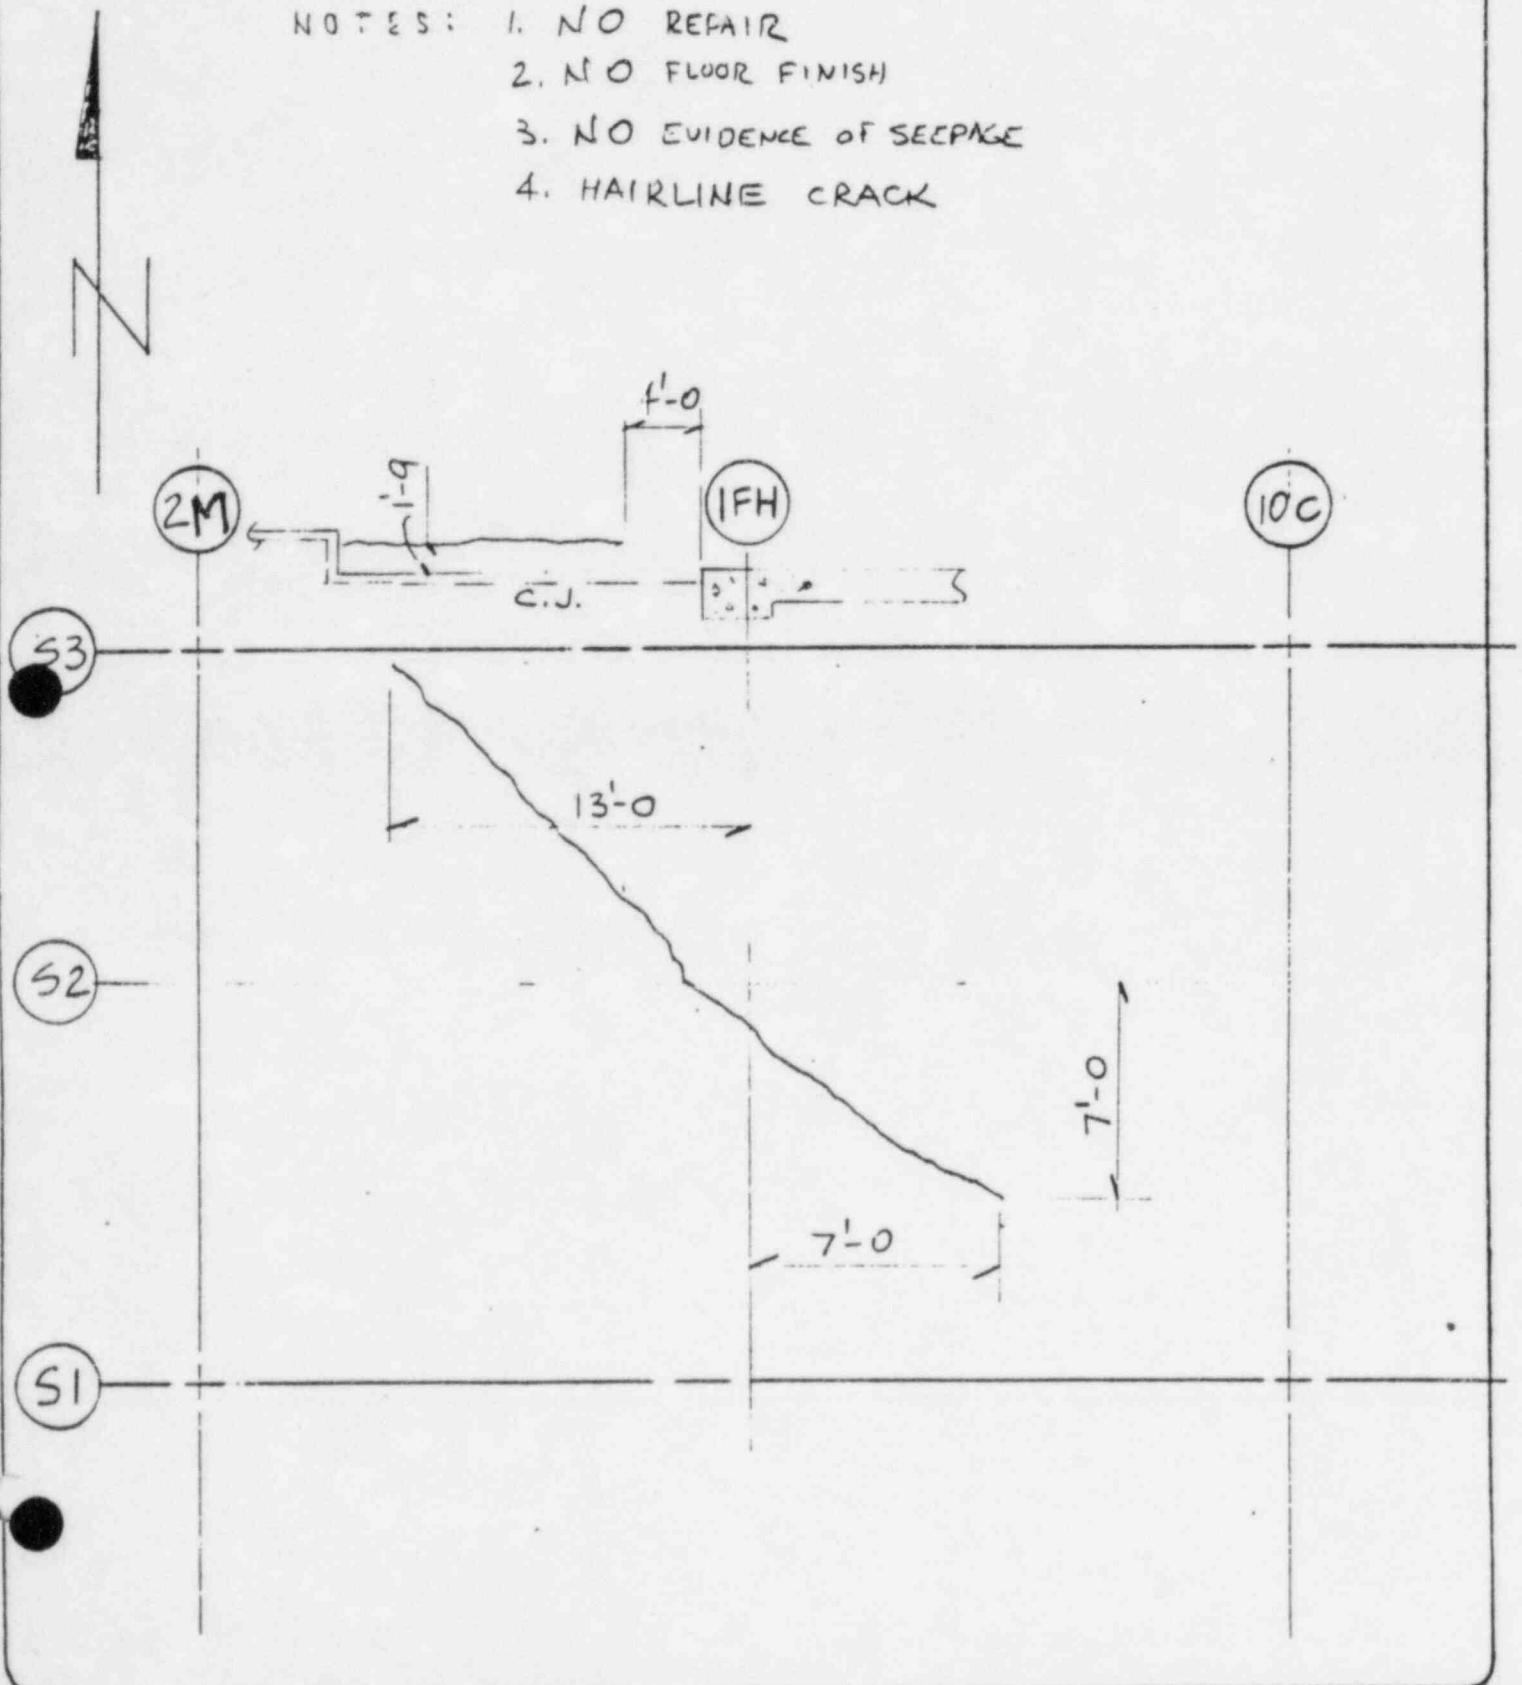 NOTES: 1. NO REPAIR
2. NO FLOOR FINISH
3. NO EVIDENCE OF SEEPAGE
4. HAIRLINE CRACK
N
2M
1'-9
1FH
10C
C.J.
S3
13'-0
S2
7'-0
7'-0
S1